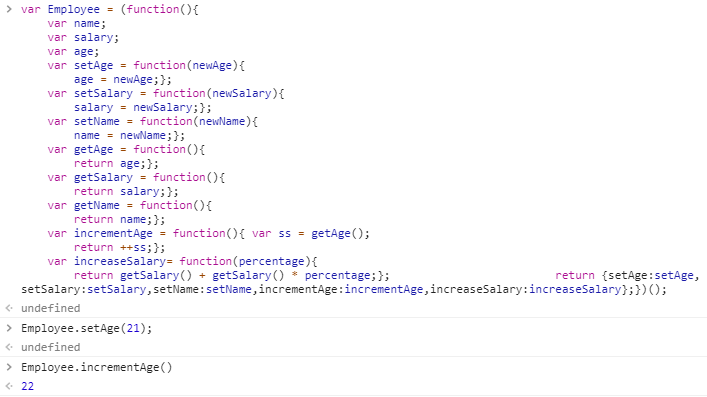 > var Employee = (function(){
var name;
var salary;
var age;
var setAge = function(newAge){
age = newAge;};
var setSalary = function(newSalary){
salary = newSalary;};
var setName = function(newName){
name = newName;};
var getAge = function(){
return age;};
var getSalary = function(){
return salary;};
var getName = function(){
return name;};
var incrementAge = function(){ var ss = getAge();
return ++ss;};
var increaseSalary= function(percentage){
return getSalary() + getSalary() * percentage;}; return {setAge:setAge,
setSalary:setSalary,setName:setName,incrementAge:incrementAge,increaseSalary:increaseSalary};})();
undefined
> Employee.setAge(21);
undefined
> Employee.incrementAge()
22